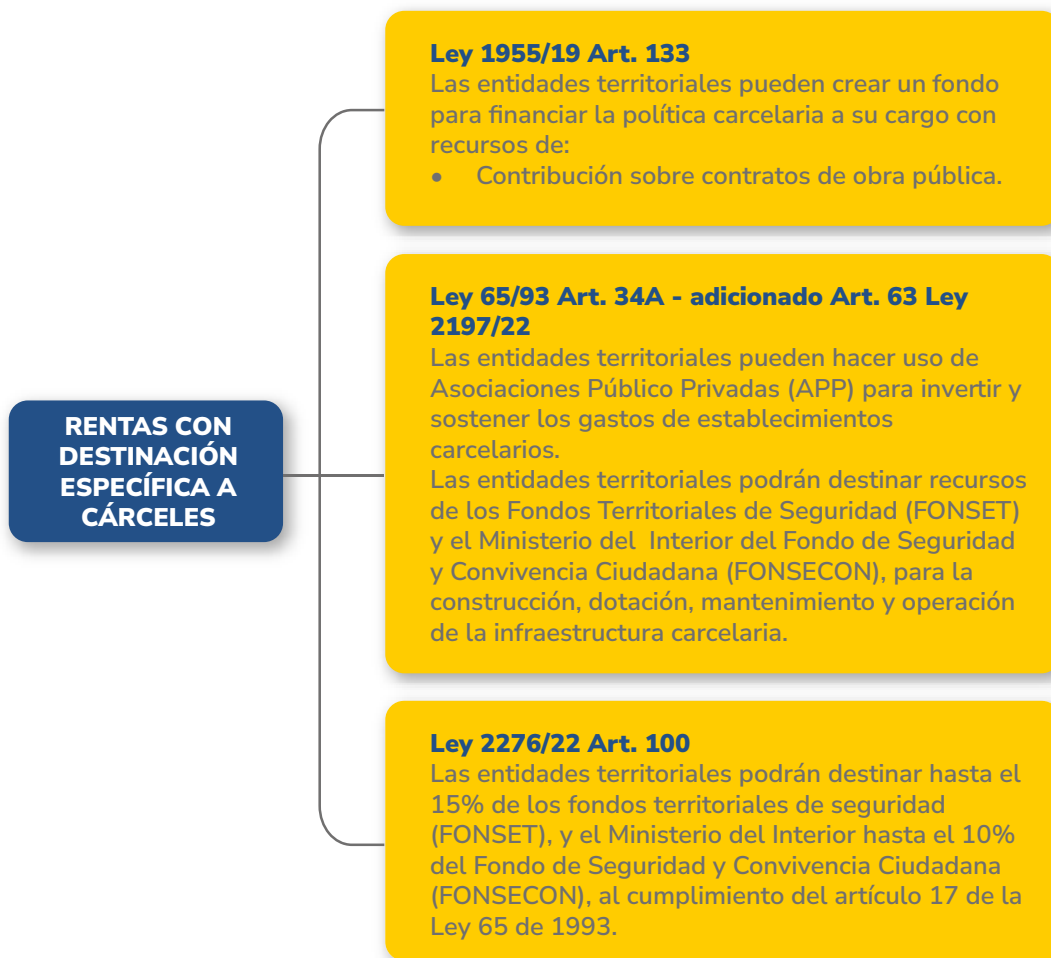 RENTAS CON
DESTINACIÓN
ESPECÍFICA A
CÁRCELES
Ley 1955/19 Art. 133
Las entidades territoriales pueden crear un fondo
para financiar la política carcelaria a su cargo con
recursos de:
• Contribución sobre contratos de obra pública.
Ley 65/93 Art. 34A - adicionado Art. 63 Ley
2197/22
Las entidades territoriales pueden hacer uso de
Asociaciones Público Privadas (APP) para invertir y
sostener los gastos de establecimientos
carcelarios.
Las entidades territoriales podrán destinar recursos
de los Fondos Territoriales de Seguridad (FONSET)
y el Ministerio del Interior del Fondo de Seguridad
y Convivencia Ciudadana (FONSECON), para la
construcción, dotación, mantenimiento y operación
de la infraestructura carcelaria.
Ley 2276/22 Art. 100
Las entidades territoriales podrán destinar hasta el
15% de los fondos territoriales de seguridad
(FONSET), y el Ministerio del Interior hasta el 10%
del Fondo de Seguridad y Convivencia Ciudadana
(FONSECON), al cumplimiento del artículo 17 de la
Ley 65 de 1993.